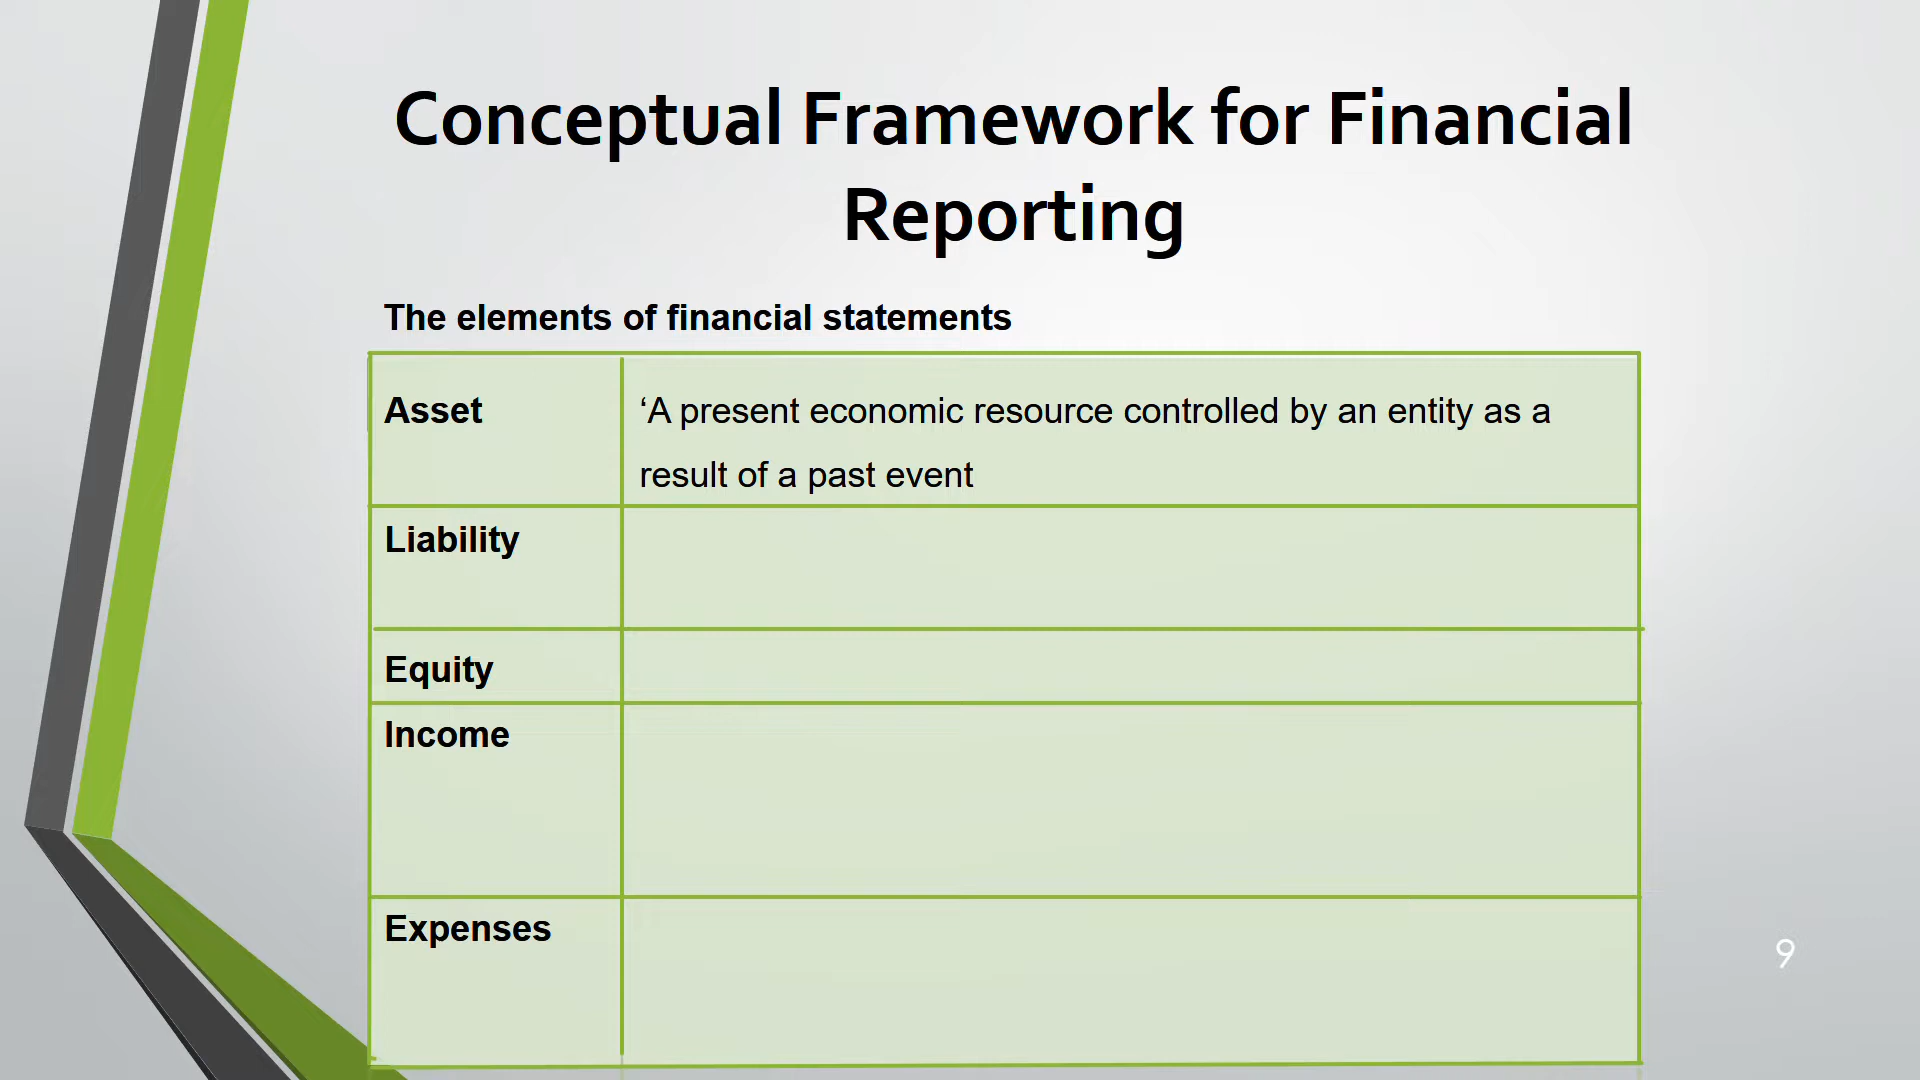 Conceptual Framework for Financial
Reporting
The elements of financial statements
Asset
‘A present economic resource controlled by an entity as a
result of a past event
Liability
Equity
Income
Expenses
9